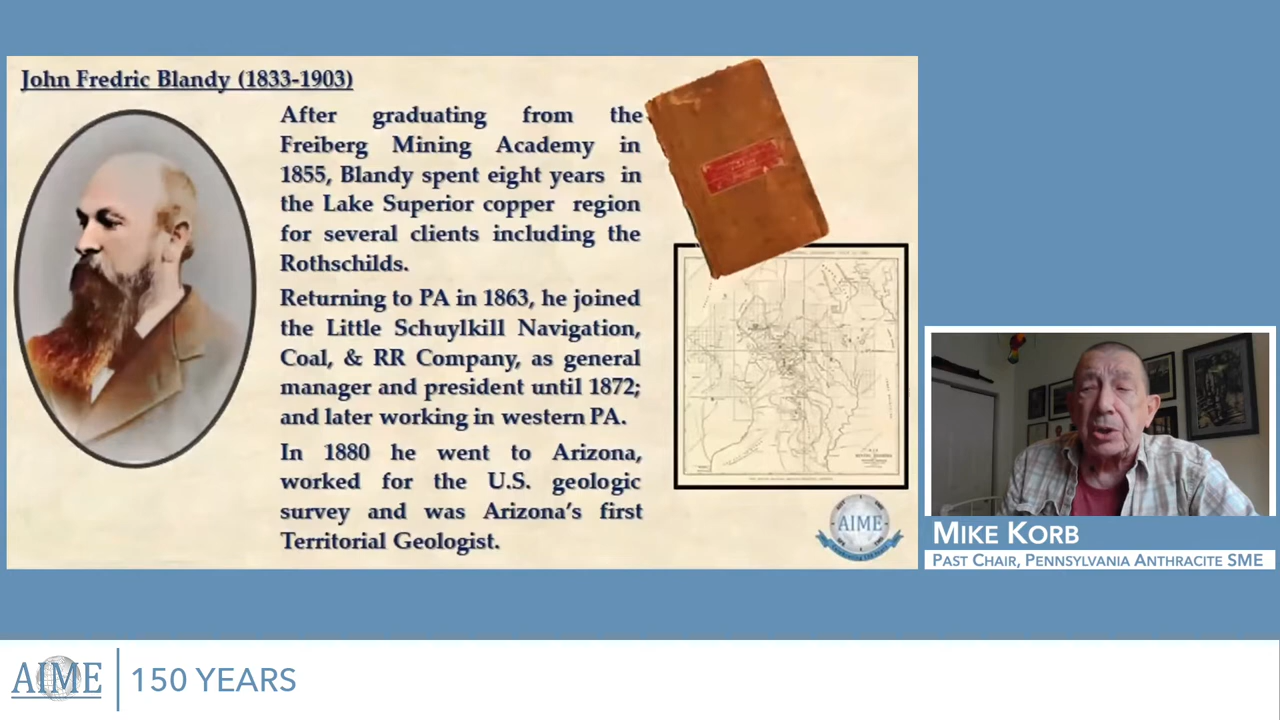 John Fredric Blandy (1833-1903)
After graduating from the
Freiberg Mining Academy in
1855, Blandy spent eight years in
the Lake Superior copper region
for several clients including the
Rothschilds.
Returning to PA in 1863, he joined
the Little Schuylkill Navigation,
Coal, & RR Company, as general
manager and president until 1872;
and later working in western PA.
In 1880 he went to Arizona,
worked for the U.S. geologic
survey and was Arizona's first
Territorial Geologist.
AIME
MIKE KORB
PAST CHAIR, PENNSYLVANIA ANTHRACITE SME
AIME
150 YEARS